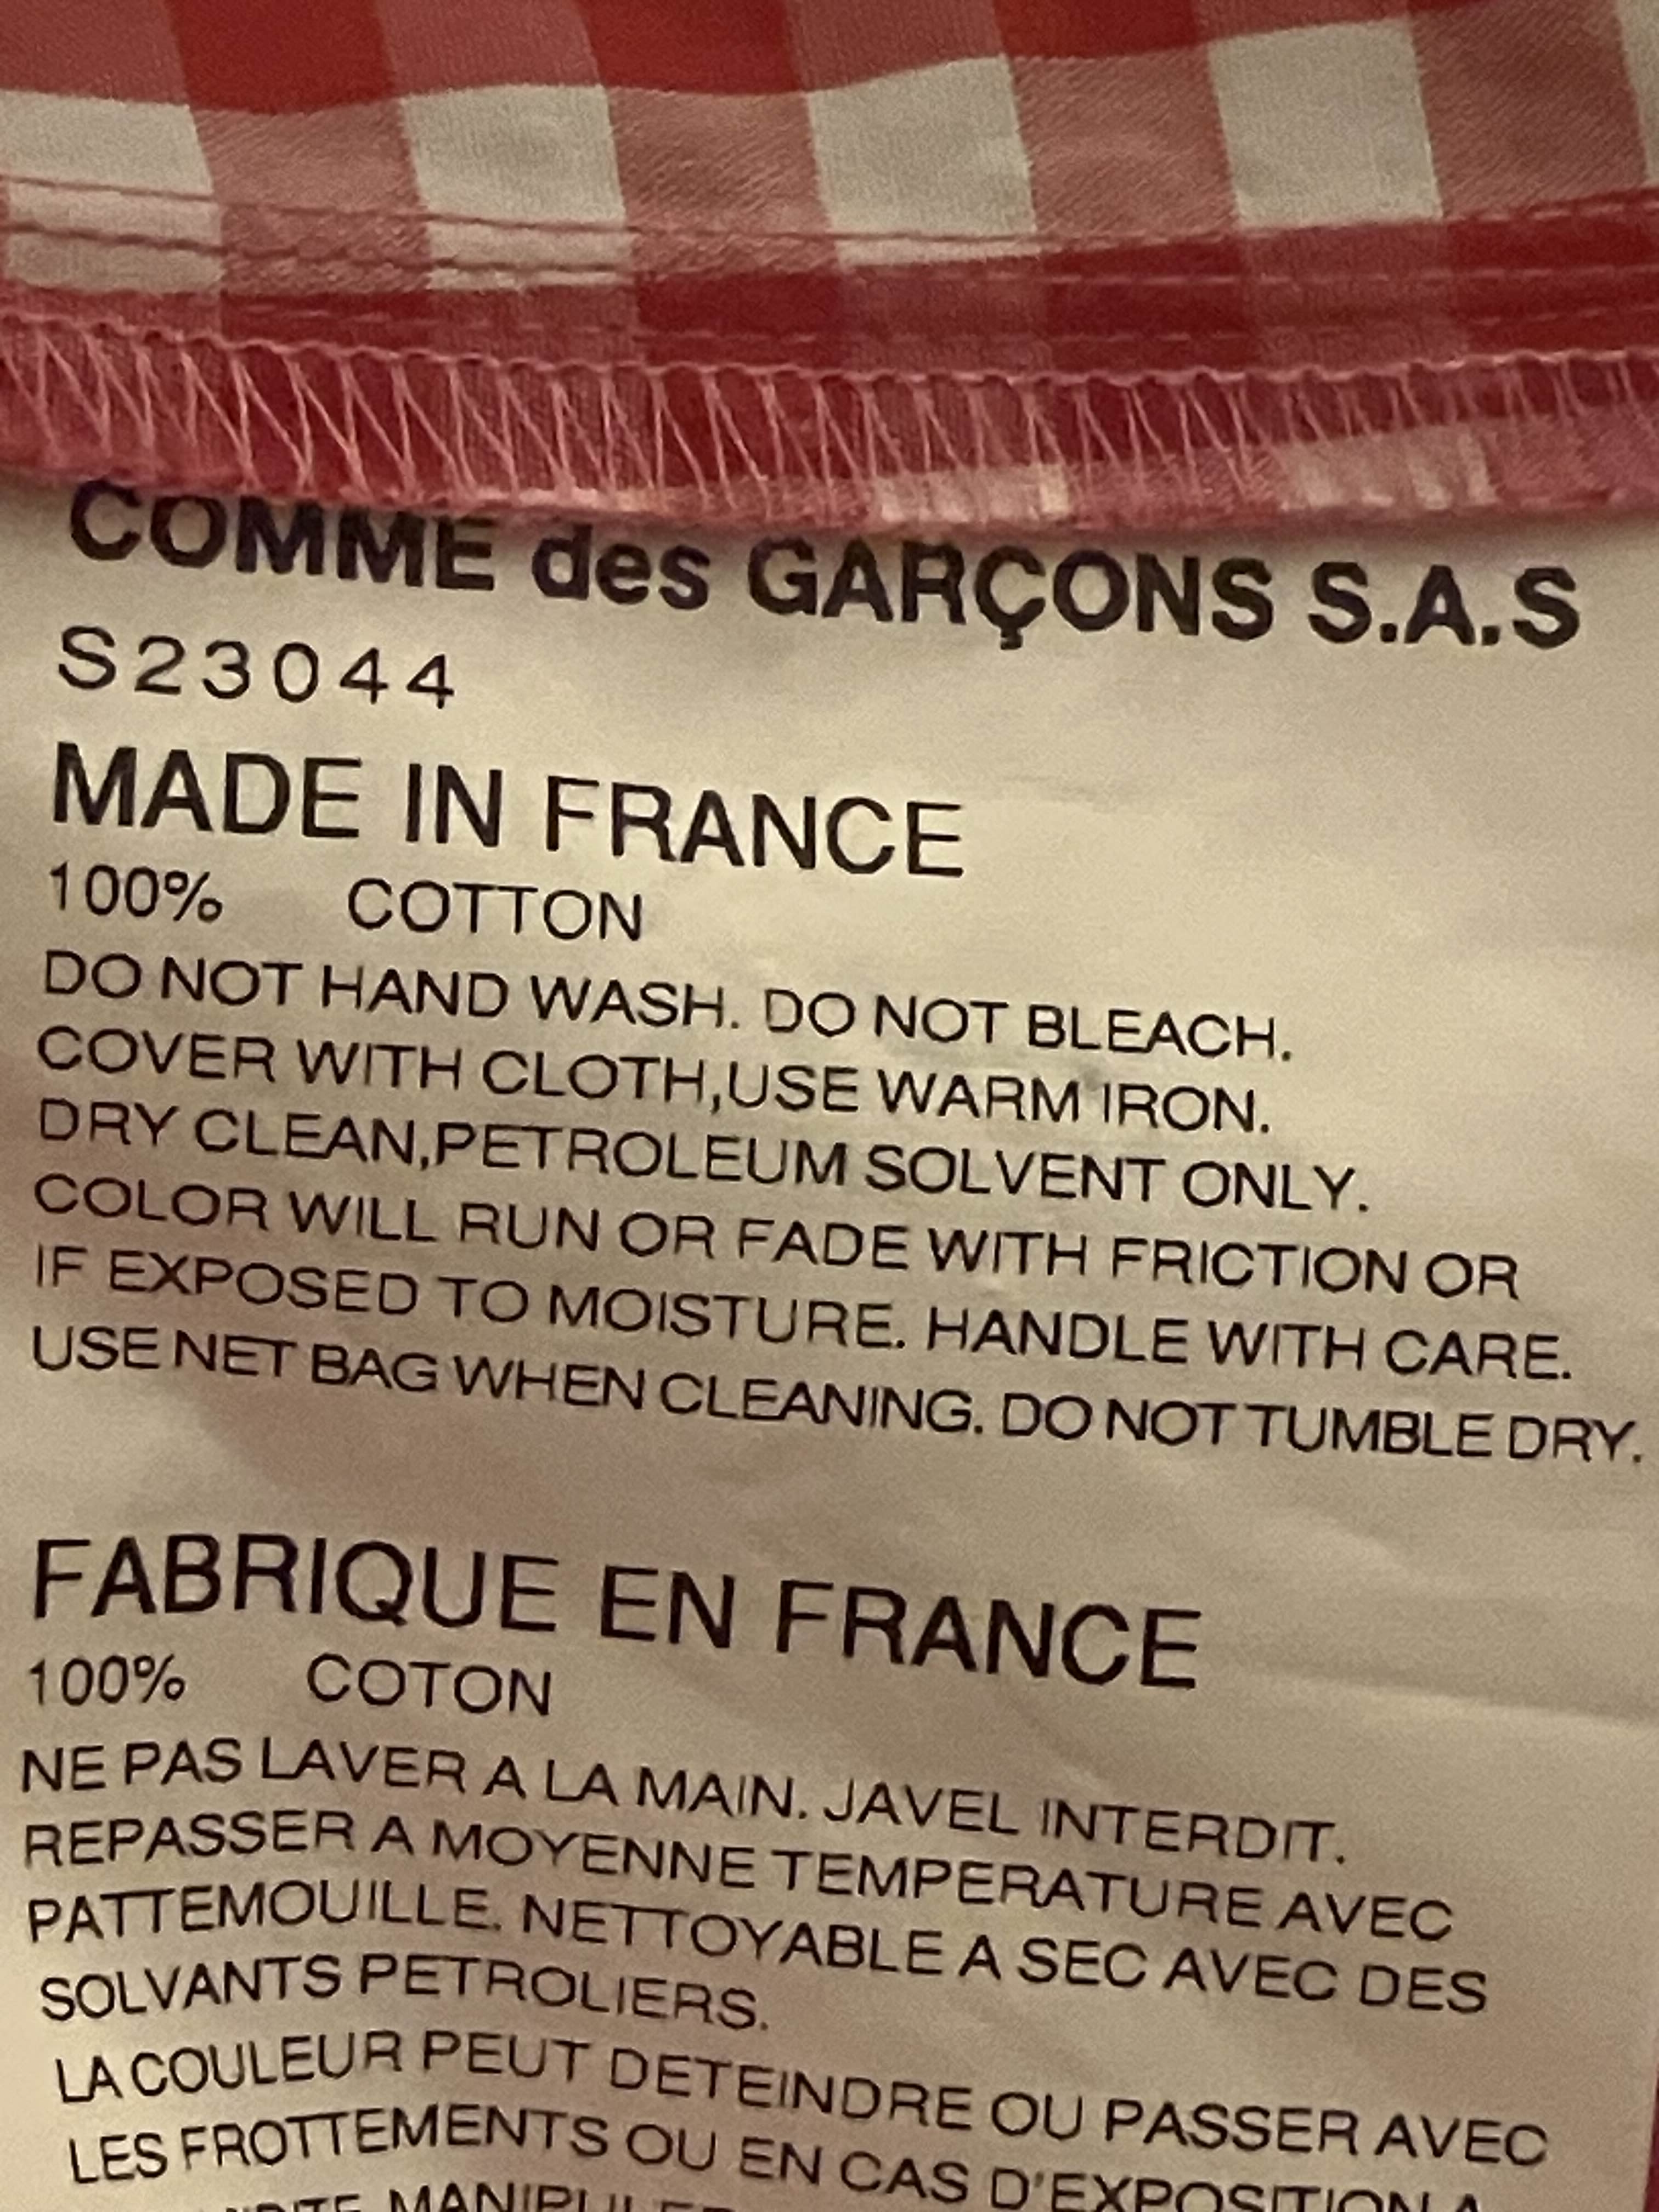 COMME des GARÇONS S.A.S
S23044
MADE IN FRANCE
100% COTTON
DO NOT HAND WASH. DO NOT BLEACH.
COVER WITH CLOTH,USE WARM IRON.
DRY CLEAN,PETROLEUM SOLVENT ONLY.
COLOR WILL RUN OR FADE WITH FRICTION OR
IF EXPOSED TO MOISTURE. HANDLE WITH CARE.
USE NET BAG WHEN CLEANING. DO NOT TUMBLE DRY.
FABRIQUE EN FRANCE
100% COTON
NE PAS LAVER A LA MAIN. JAVEL INTERDIT.
REPASSER A MOYENNE TEMPERATURE AVEC
PATTEMOUILLE. NETTOYABLE A SEC AVEC DES
SOLVANTS PETROLIERS.
LA COULEUR PEUT DETEINDRE OU PASSER AVEC
LES FROTTEMENTS OU EN CAS D'EXPOSITION A